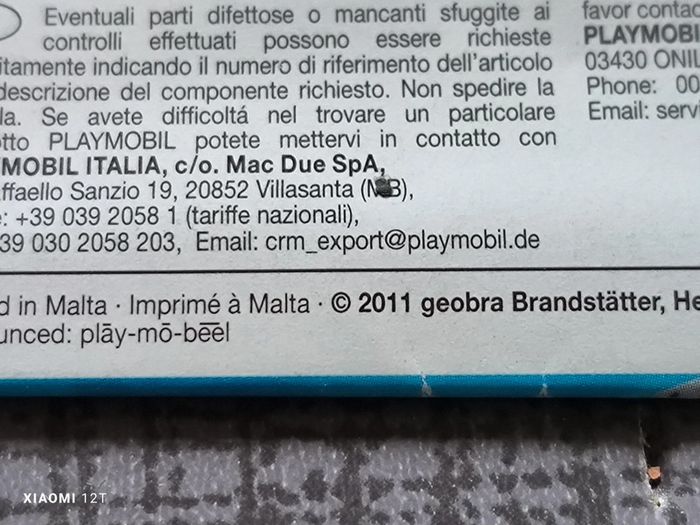 Eventuali parti difettose o mancanti sfuggite ai
controlli effettuati possono essere richieste
itamente indicando il numero di riferimento dell'articolo
descrizione del componente richiesto. Non spedire la
la. Se avete difficoltá nel trovare un particolare
tto PLAYMOBIL potete mettervi in contatto con
MOBIL ITALIA, c/o. Mac Due SpA,
ffaello Sanzio 19, 20852 Villasanta (MB),
: +39 039 2058 1 (tariffe nazionali),
39 030 2058 203, Email: crm_export@playmobil.de
favor contac
PLAYMOBI
03430 ONIL
Phone: 00
Email: serv
d in Malta · Imprimé à Malta · © 2011 geobra Brandstätter, He
unced: plāy-mō-bēēl
XIAOMI 12T